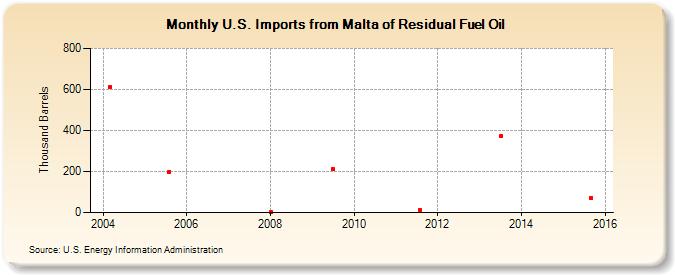 Monthly U.S. Imports from Malta of Residual Fuel Oil
Thousand Barrels
800
600
400
200
0
2004 2006 2008 2010 2012 2014 2016
Source: U.S. Energy Information Administration